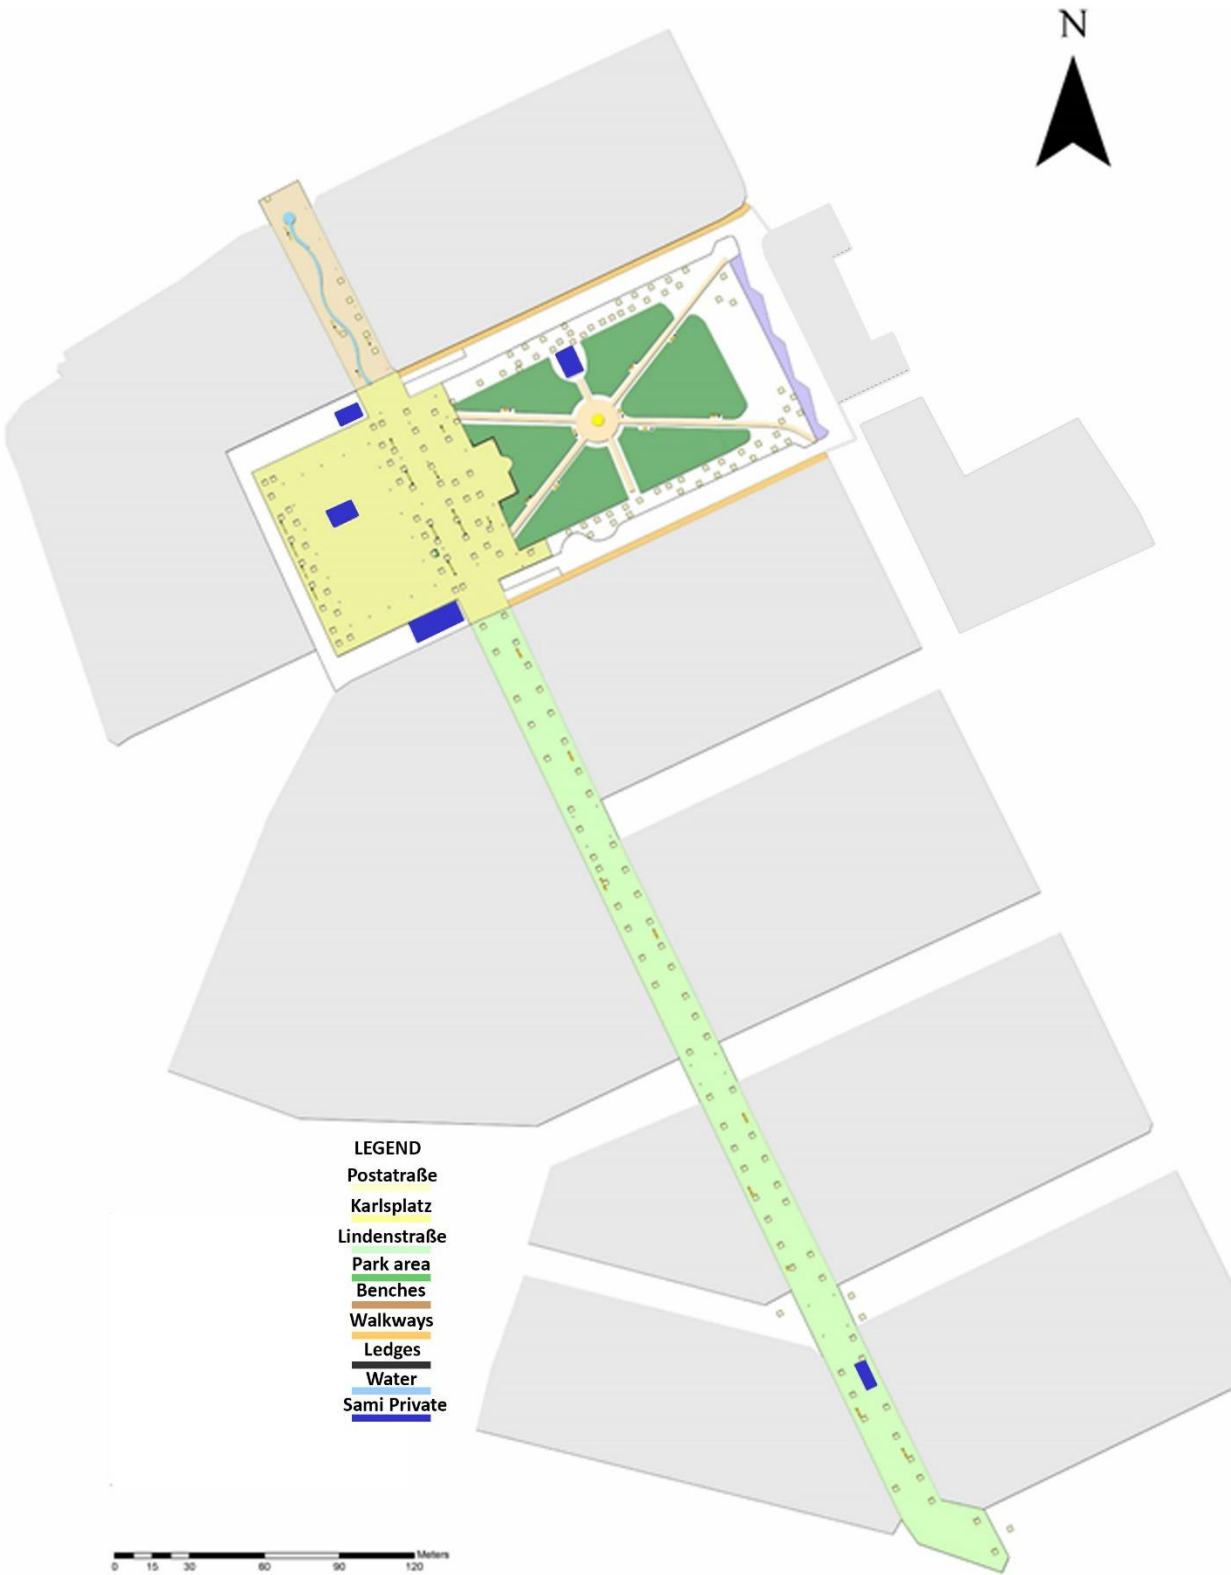 N
LEGEND
Postatraße
Karlsplatz
Lindenstraße
Park area
Benches
Walkways
Ledges
Water
Sami Private
Meters
0 15 30 60 90 120